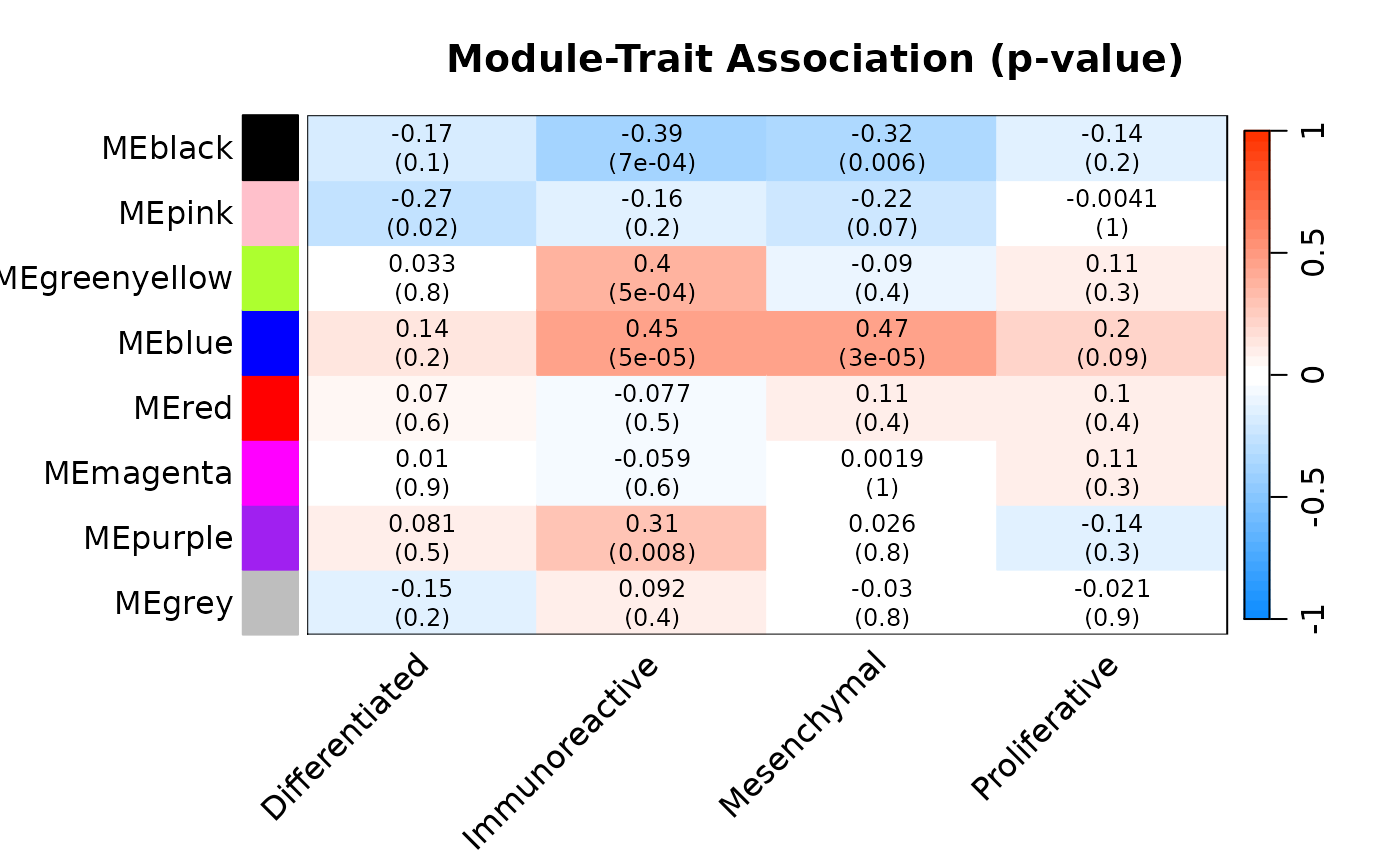 Module-Trait Association (p-value)
MEblack
-0.17 -0.39 -0.32 -0.14
(0.1) (7e-04) (0.006) (0.2)
MEpink
-0.27 -0.16 -0.22 -0.0041
(0.02) (0.2) (0.07) (1)
MEgreenyellow
0.033 0.4 -0.09 0.11
(0.8) (5e-04) (0.4) (0.3)
MEblue
0.14 0.45 0.47 0.2
(0.2) (5e-05) (3e-05) (0.09)
MEred
0.07 -0.077 0.11 0.1
(0.6) (0.5) (0.4) (0.4)
MEmagenta
0.01 -0.059 0.0019 0.11
(0.9) (0.6) (1) (0.3)
MEpurple
0.081 0.31 0.026 -0.14
(0.5) (0.008) (0.8) (0.3)
MEgrey
-0.15 0.092 -0.03 -0.021
(0.2) (0.4) (0.8) (0.9)
Differentiated
Immunoreactive
Mesenchymal
Proliferative
1
0.5
0
-0.5
-1